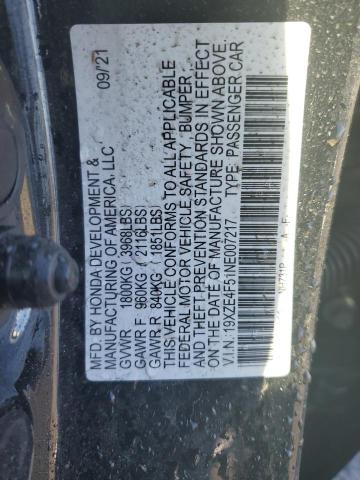 MFD. BY HONDA DEVELOPMENT &
MANUFACTURING OF AMERICA, LLC 09/21
GVWR 1800KG ( 3968LBS)
GAWR F 960KG ( 2116LBS)
GAWR R 840KG ( 1851LBS)
THIS VEHICLE CONFORMS TO ALL APPLICABLE
FEDERAL MOTOR VEHICLE SAFETY, BUMPER,
AND THEFT PREVENTION STANDARDS IN EFFECT
ON THE DATE OF MANUFACTURE SHOWN ABOVE.
V.I.N. 19XZE4F51NE007217 TYPE: PASSENGER CAR
NH731P